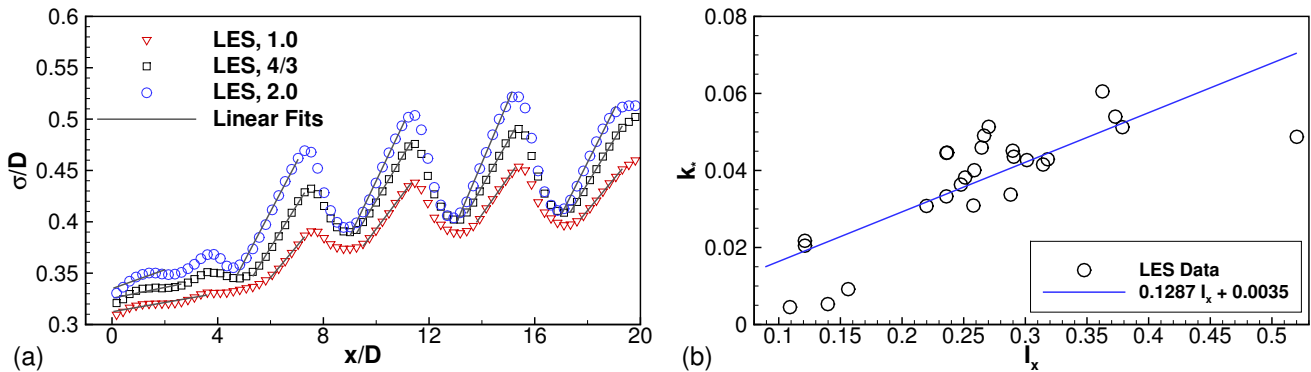 σ/D
0.6
0.55
0.5
0.45
0.4
0.35
0.3
LES, 1.0
LES, 4/3
LES, 2.0
Linear Fits
0 4 8 12 16 20
x/D
(a)
k*
0.08
0.06
0.04
0.02
0
LES Data
0.1287 Iₓ + 0.0035
0.1 0.15 0.2 0.25 0.3 0.35 0.4 0.45 0.5
Iₓ
(b)